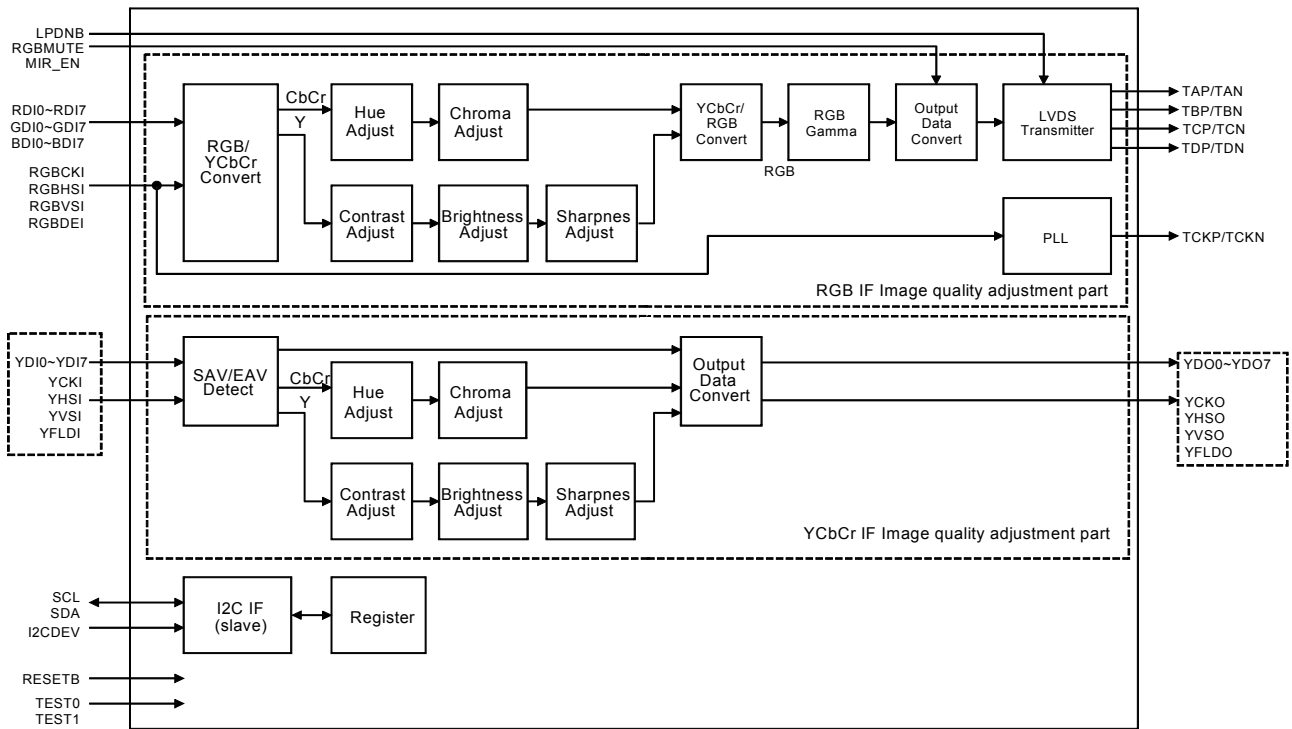 LPDNB
RGBMUTE
MIR_EN
RDI0~RDI7
GDI0~GDI7
BDI0~BDI7
RGBCKI
RGBHSI
RGBVSI
RGBDEI
RGB/
YCbCr
Convert
CbCr
Y
Hue
Adjust
Chroma
Adjust
Contrast
Adjust
Brightness
Adjust
Sharpnes
Adjust
YCbCr/
RGB
Convert
RGB
RGB
Gamma
Output
Data
Convert
LVDS
Transmitter
PLL
TAP/TAN
TBP/TBN
TCP/TCN
TDP/TDN
TCKP/TCKN
RGB IF Image quality adjustment part
YDI0~YDI7
YCKI
YHSI
YVSI
YFLDI
SAV/EAV
Detect
CbCr
Y
Hue
Adjust
Chroma
Adjust
Contrast
Adjust
Brightness
Adjust
Sharpnes
Adjust
Output
Data
Convert
YDO0~YDO7
YCKO
YHSO
YVSO
YFLDO
YCbCr IF Image quality adjustment part
SCL
SDA
I2CDEV
I2C IF
(slave)
Register
RESETB
TEST0
TEST1